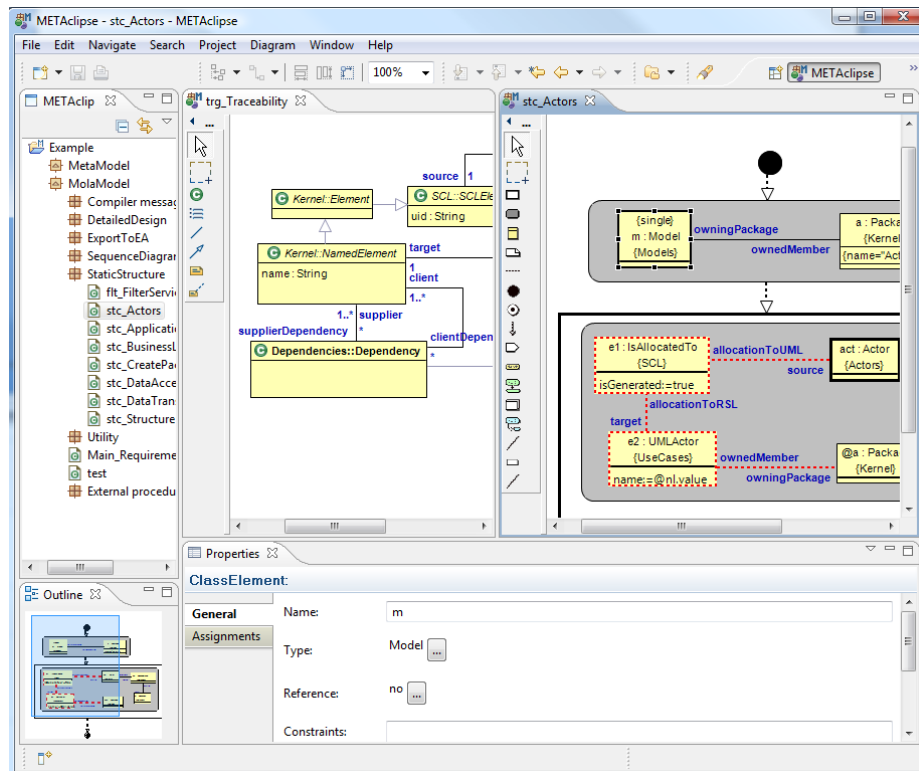 METAclipse - stc_Actors - METAclipse
File Edit Navigate Search Project Diagram Window Help
100%
METAclipse
METAclip
Example
MetaModel
MolaModel
Compiler messag
DetailedDesign
ExportToEA
SequenceDiagra
StaticStructure
flt_FilterServi
stc_Actors
stc_Applicati
stc_BusinessL
stc_CreatePa
stc_DataAcce
stc_DataTran
stc_Structure
Utility
Main_Requireme
test
External procedu
Outline
trg_Traceability
source 1
Kernel::Element
SCL::SCLEle
uid : String
Kernel::NamedElement
name : String
target
1
client
1..*
1..* supplier
supplierDependency *
clientDepen
Dependencies::Dependency
*
stc_Actors
{single}
m : Model
{Models}
owningPackage
ownedMember
a : Packa
{Kernel
{name="Act
e1 : IsAllocatedTo
{SCL}
isGenerated:=true
allocationToUML
source
act : Actor
{Actors}
allocationToRSL
target
e2 : UMLActor
{UseCases}
name:=@nl.value
ownedMember
owningPackage
@a : Packa
{Kernel}
Properties
ClassElement:
General
Assignments
Name: m
Type: Model ...
Reference: no ...
Constraints: